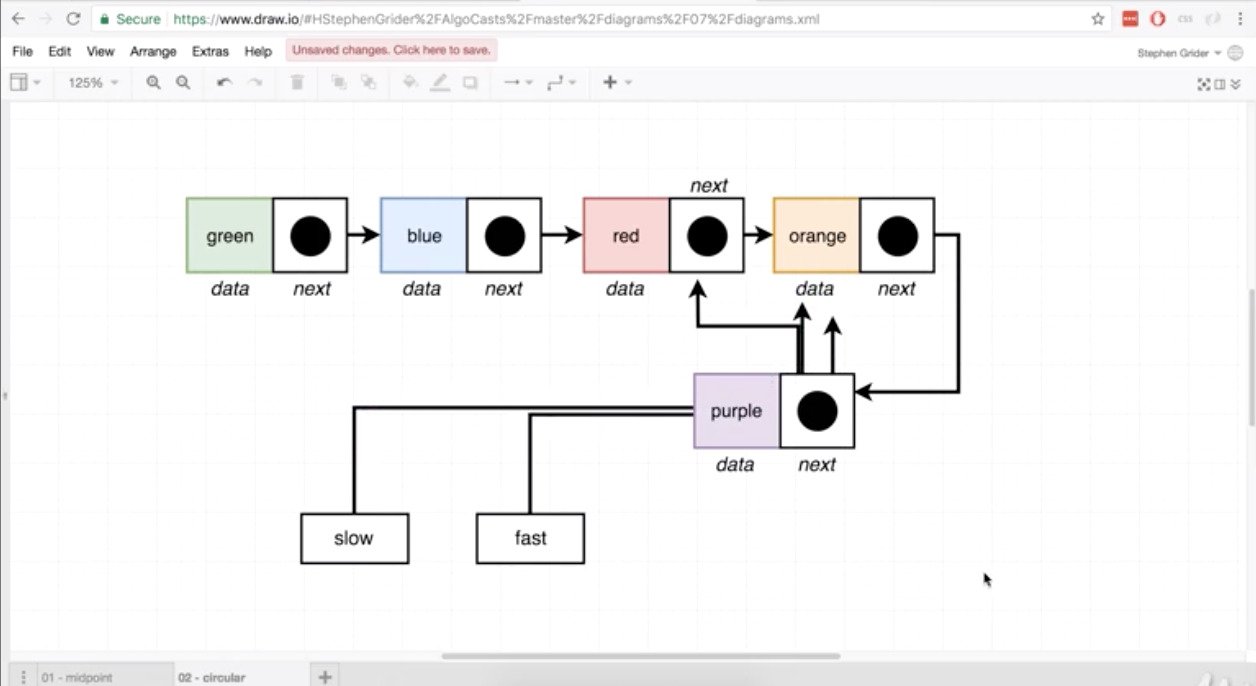 Secure https://www.draw.io/#HStephenGrider%2FAlgoCasts%2Fmaster%2Fdiagrams%2F07%2Fdiagrams.xml
css
File Edit View Arrange Extras Help Unsaved changes. Click here to save. Stephen Grider
125%
next
green blue red orange
data next data next data data next
purple
data next
slow fast
01 - midpoint 02 - circular